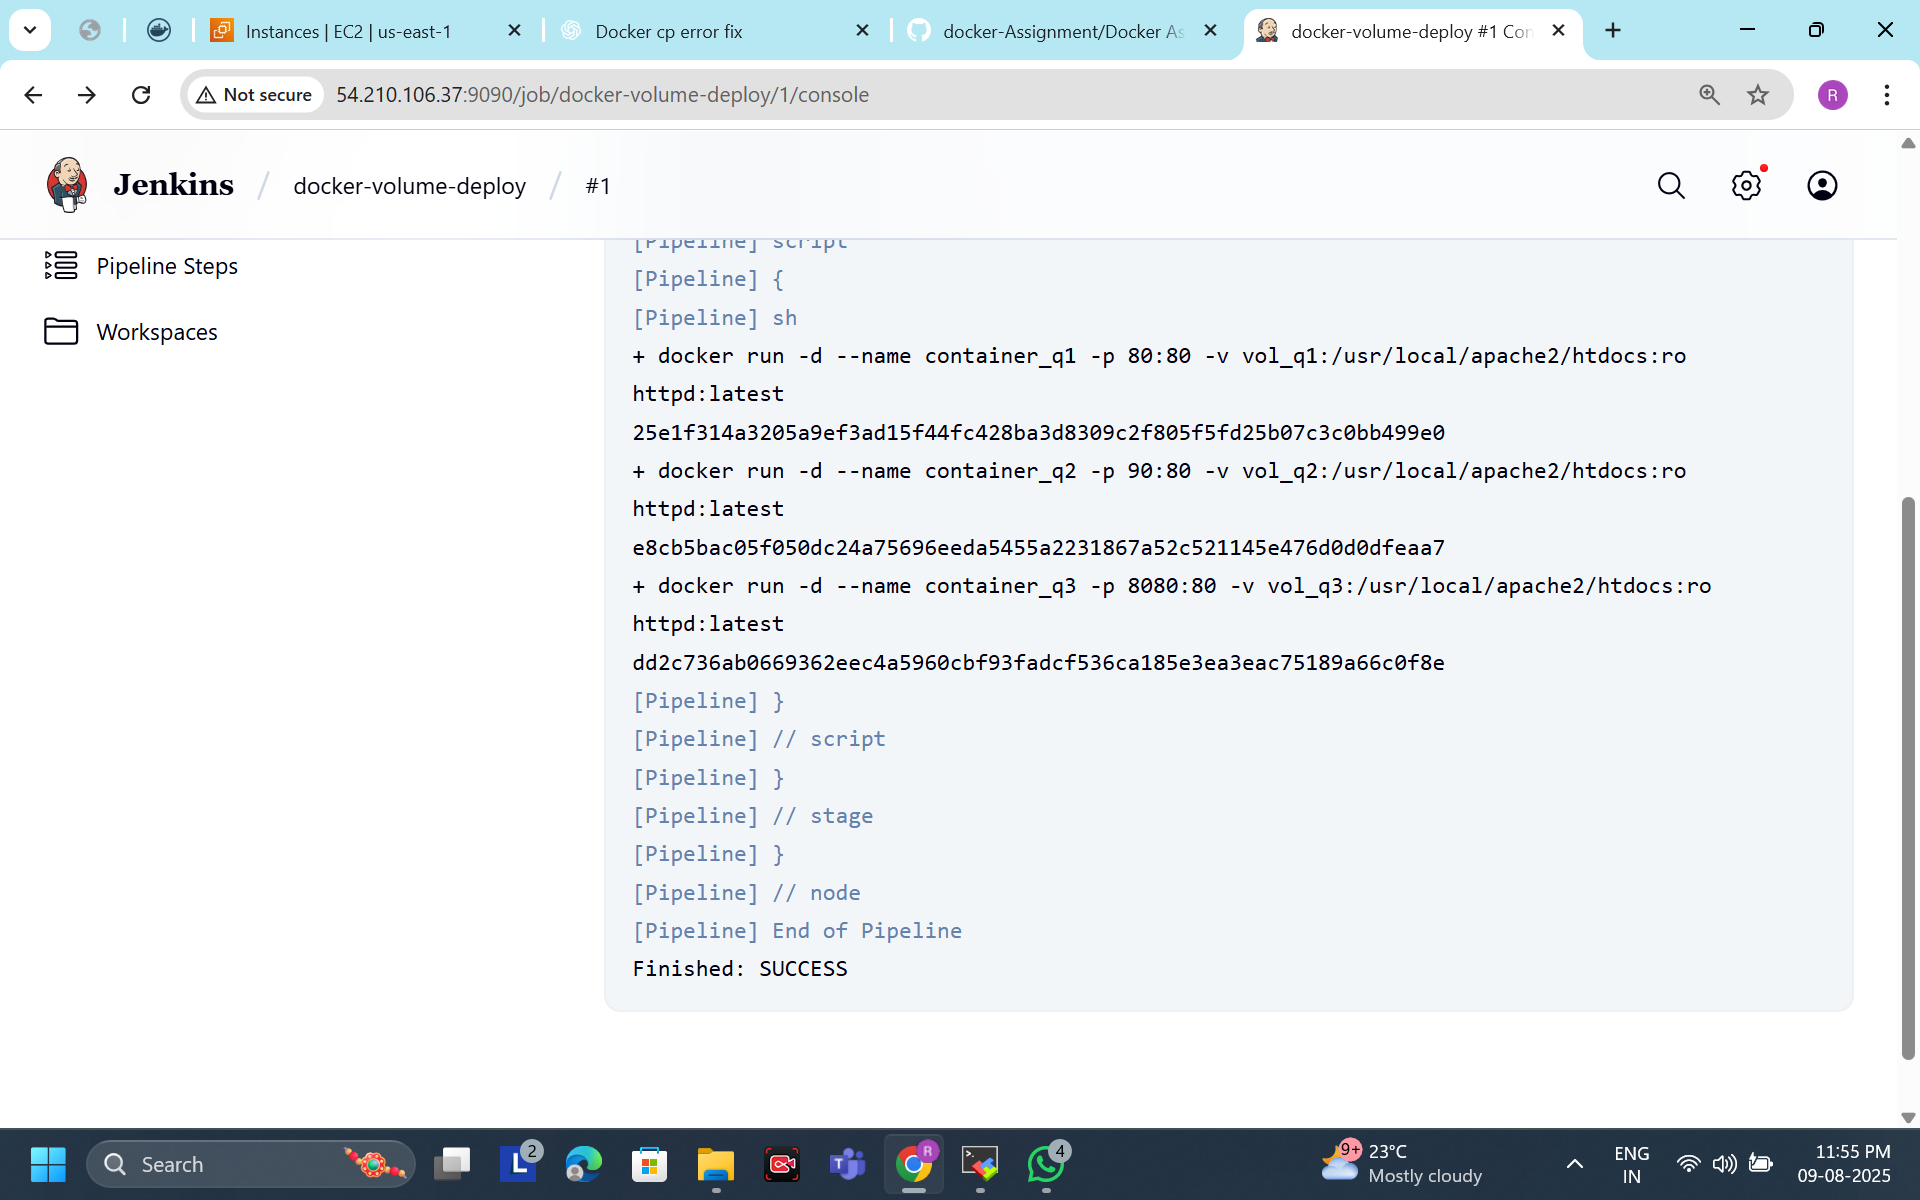 Instances | EC2 | us-east-1
Docker cp error fix
docker-Assignment/Docker As
docker-volume-deploy #1 Con
Not secure
54.210.106.37:9090/job/docker-volume-deploy/1/console
R
Jenkins / docker-volume-deploy / #1
Pipeline Steps
Workspaces
[Pipeline] script
[Pipeline] {
[Pipeline] sh
+ docker run -d --name container_q1 -p 80:80 -v vol_q1:/usr/local/apache2/htdocs:ro
httpd:latest
25e1f314a3205a9ef3ad15f44fc428ba3d8309c2f805f5fd25b07c3c0bb499e0
+ docker run -d --name container_q2 -p 90:80 -v vol_q2:/usr/local/apache2/htdocs:ro
httpd:latest
e8cb5bac05f050dc24a75696eeda5455a2231867a52c521145e476d0d0dfeaa7
+ docker run -d --name container_q3 -p 8080:80 -v vol_q3:/usr/local/apache2/htdocs:ro
httpd:latest
dd2c736ab0669362eec4a5960cbf93fadcf536ca185e3ea3eac75189a66c0f8e
[Pipeline] }
[Pipeline] // script
[Pipeline] }
[Pipeline] // stage
[Pipeline] }
[Pipeline] // node
[Pipeline] End of Pipeline
Finished: SUCCESS
Search
L
2
T
R
4
9+
23°C
Mostly cloudy
ENG
IN
11:55 PM
09-08-2025